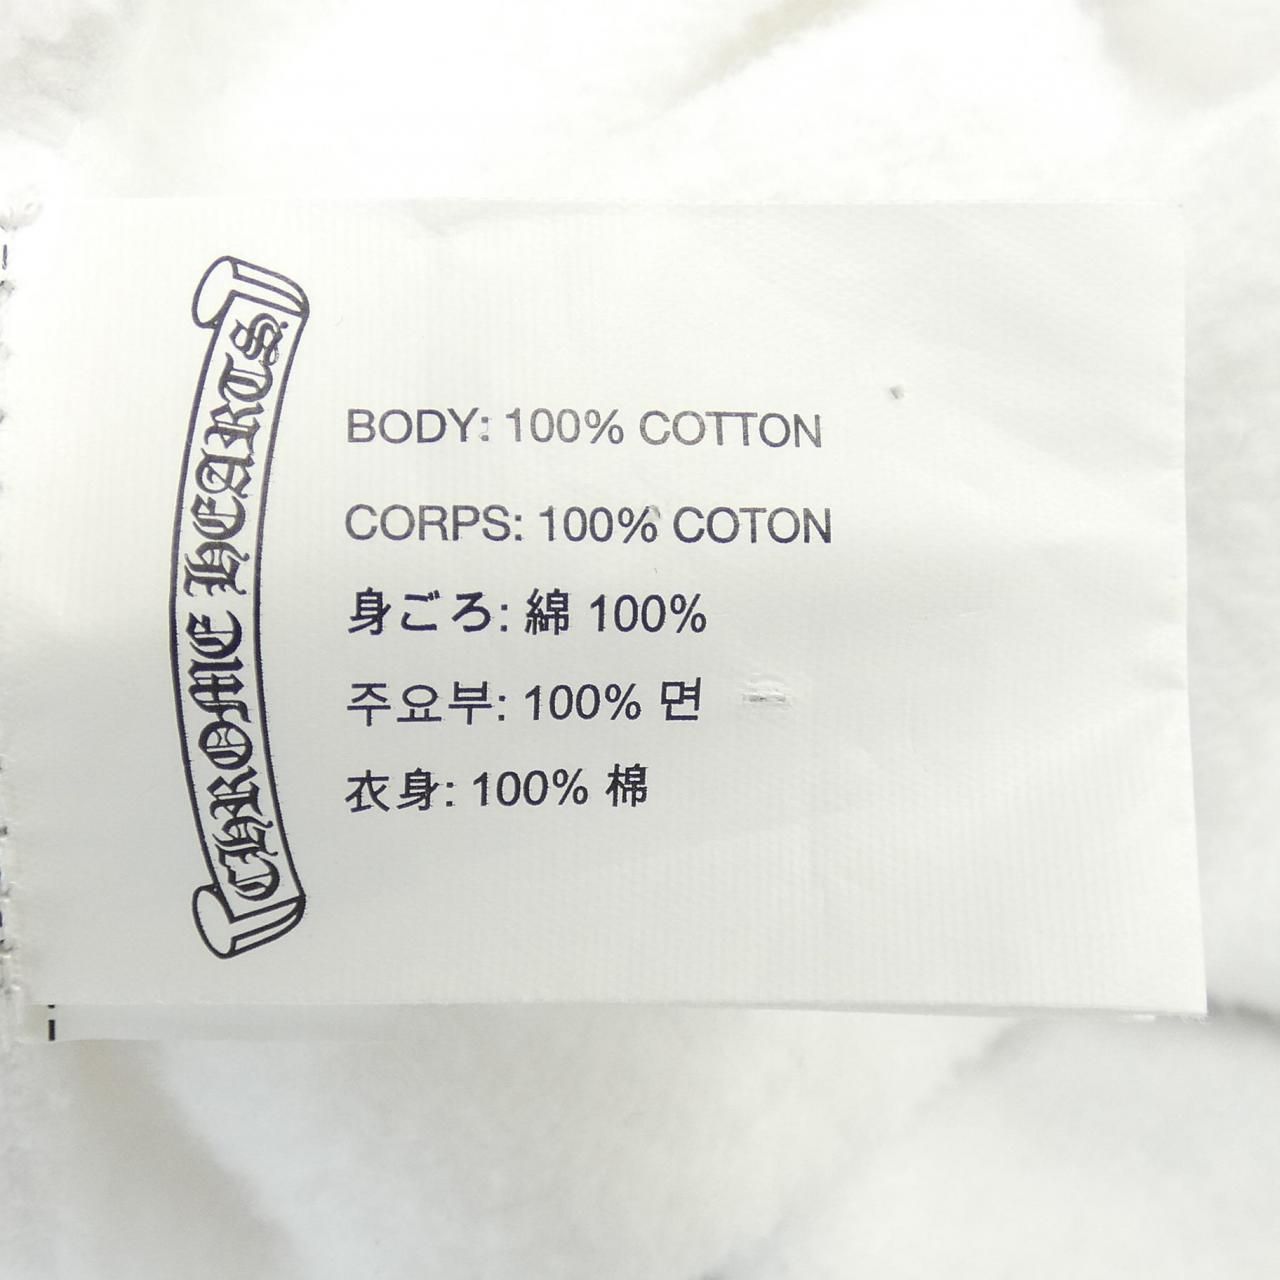 CHROME HEARTS
BODY: 100% COTTON
CORPS: 100% COTON
身ごろ: 綿 100%
주요부: 100% 면
衣身: 100% 棉